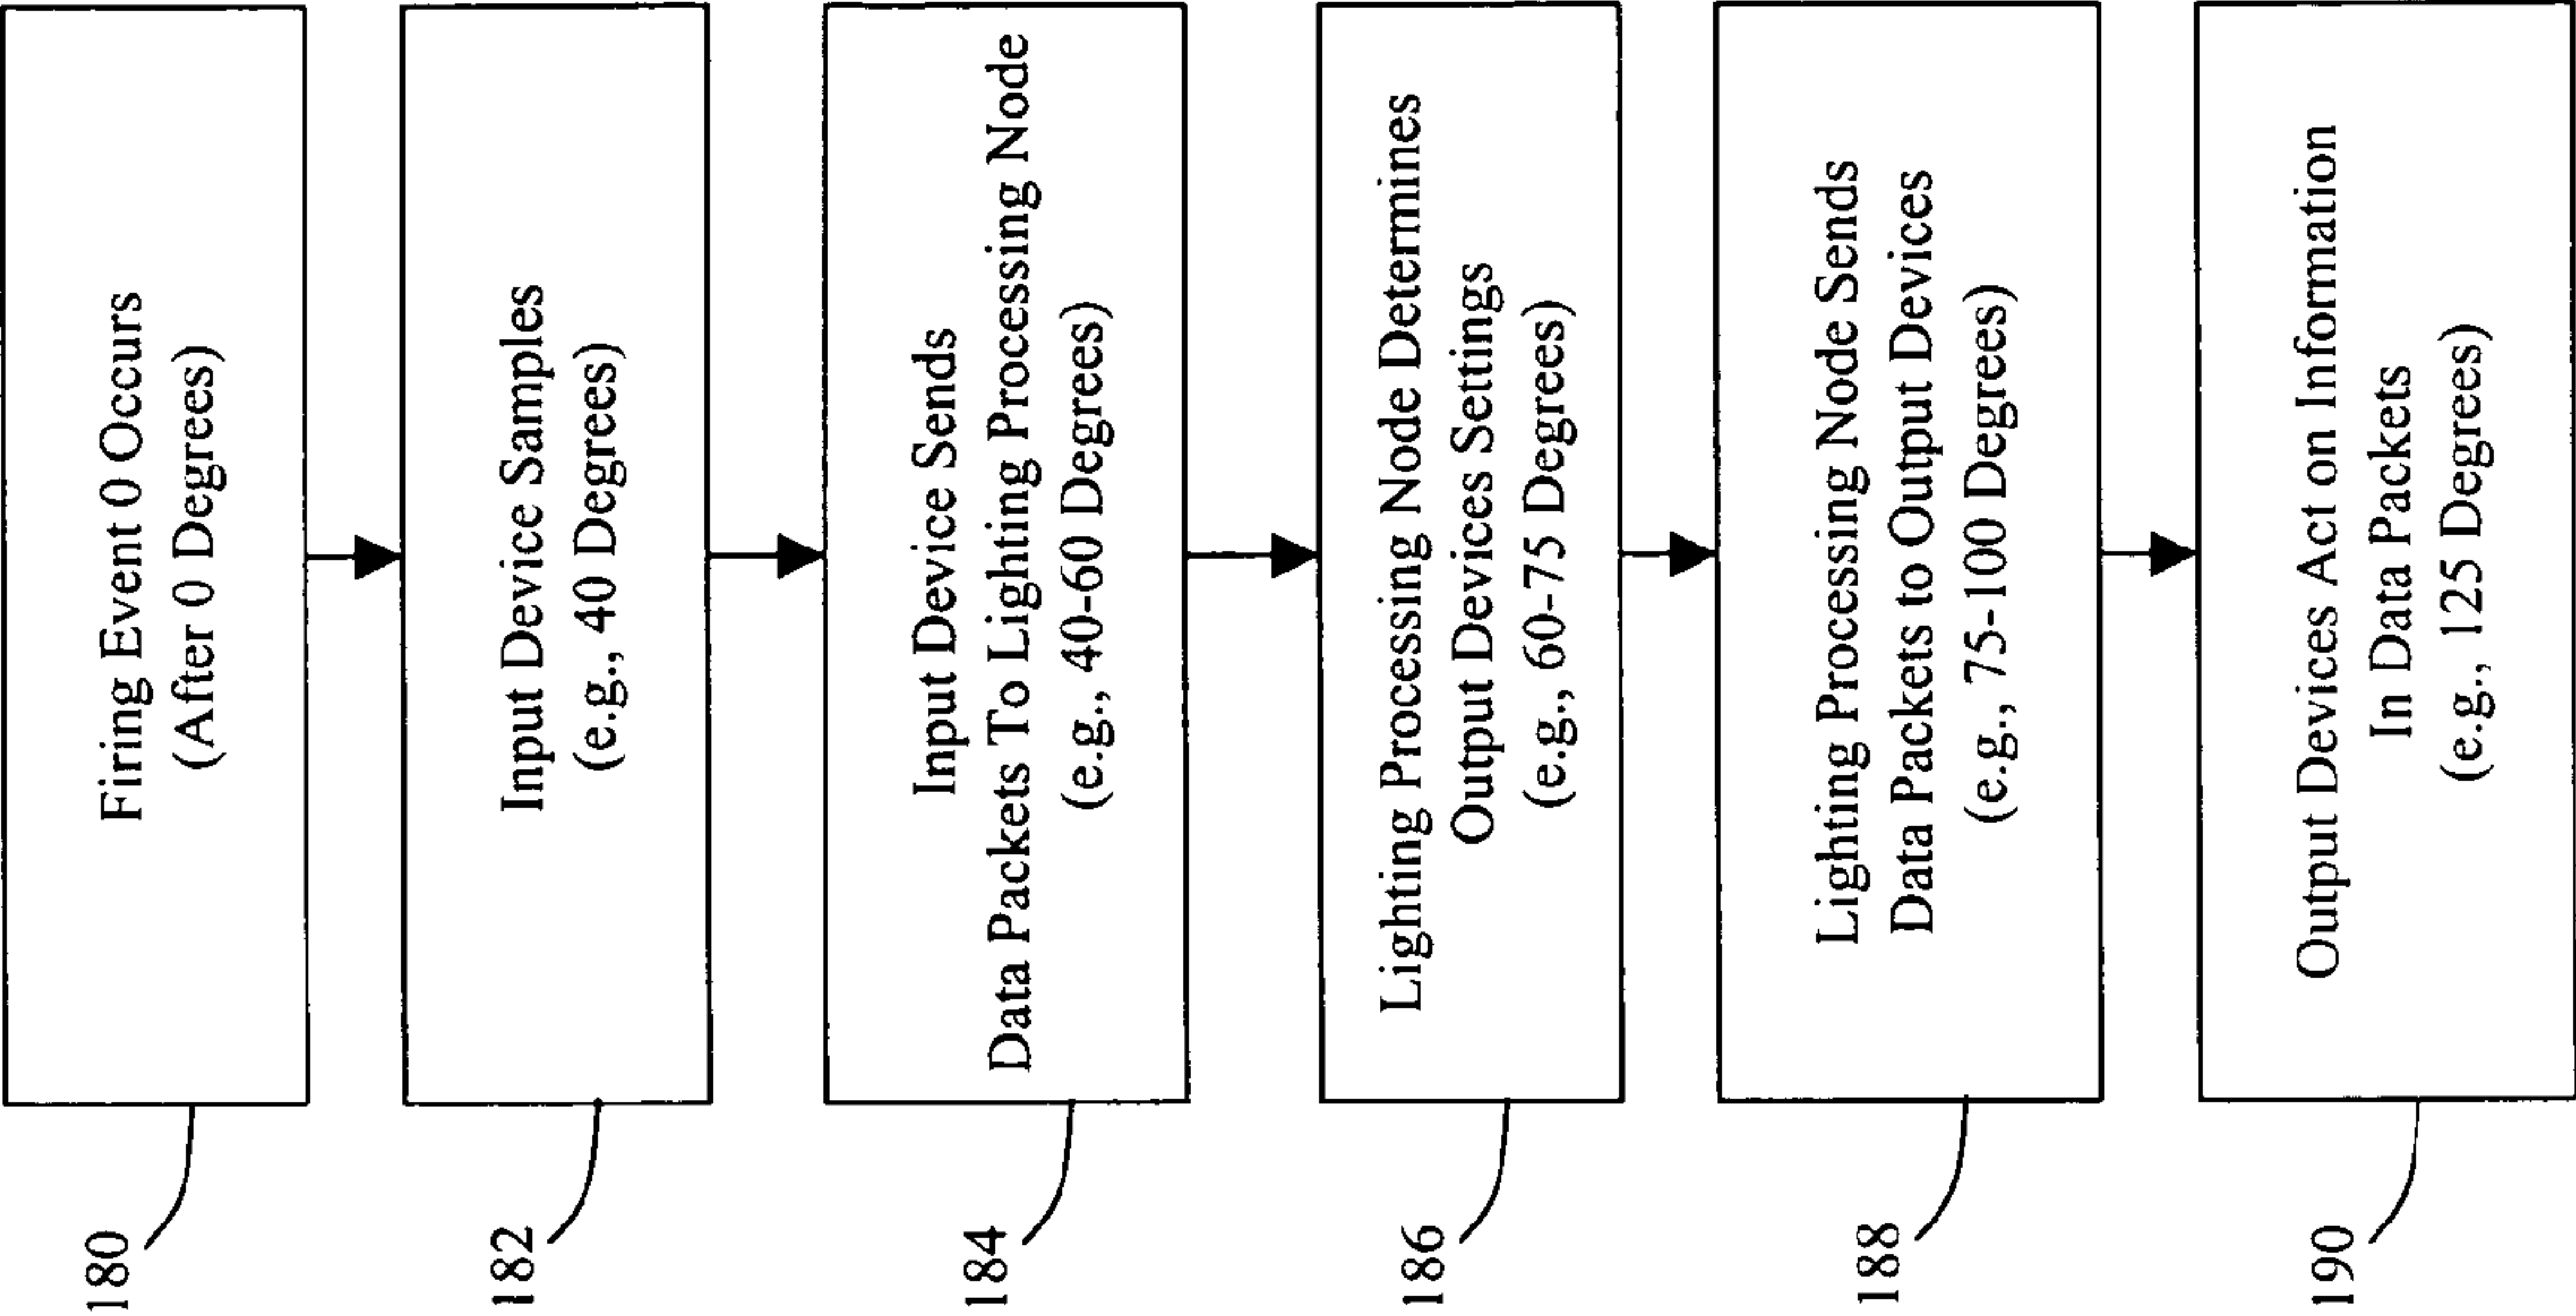 180
Firing Event 0 Occurs
(After 0 Degrees)
182
Input Device Samples
(e.g., 40 Degrees)
184
Input Device Sends
Data Packets To Lighting Processing Node
(e.g., 40-60 Degrees)
186
Lighting Processing Node Determines
Output Devices Settings
(e.g., 60-75 Degrees)
188
Lighting Processing Node Sends
Data Packets to Output Devices
(e.g., 75-100 Degrees)
190
Output Devices Act on Information
In Data Packets
(e.g., 125 Degrees)